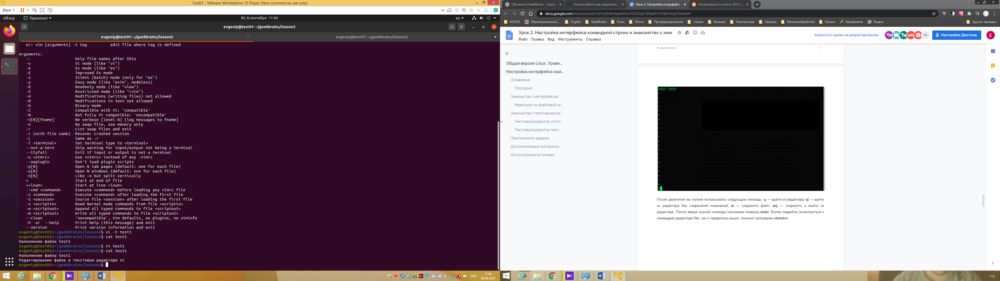 Test01 - VMware Workstation 15 Player (Non-commercial use only)
Player
Обзор
Терминал
Вт, 8 сентября 11:04
en
evgeniy@test01: ~/geekbrains/lesson2
evgeniy@test01: ~/geekbrains/lesson2
evgeniy@test01: ~/geekbrains/lesson2
or: vim [arguments] -t tag          edit file where tag is defined
Arguments:
--                   Only file names after this
-v                   Vi mode (like "vi")
-e                   Ex mode (like "ex")
-E                   Improved Ex mode
-s                   Silent (batch) mode (only for "ex")
-y                   Easy mode (like "evim", modeless)
-R                   Readonly mode (like "view")
-Z                   Restricted mode (like "rvim")
-m                   Modifications (writing files) not allowed
-M                   Modifications in text not allowed
-b                   Binary mode
-C                   Compatible with Vi: 'compatible'
-N                   Not fully Vi compatible: 'nocompatible'
-V[N][fname]         Be verbose [level N] [log messages to fname]
-n                   No swap file, use memory only
-r                   List swap files and exit
-r (with file name)  Recover crashed session
-L                   Same as -r
-T <terminal>        Set terminal type to <terminal>
--not-a-term         Skip warning for input/output not being a terminal
--ttyfail            Exit if input or output is not a terminal
-u <vimrc>           Use <vimrc> instead of any .vimrc
--noplugin           Don't load plugin scripts
-p[N]                Open N tab pages (default: one for each file)
-o[N]                Open N windows (default: one for each file)
-O[N]                Like -o but split vertically
+                    Start at end of file
+<lnum>              Start at line <lnum>
--cmd <command>      Execute <command> before loading any vimrc file
-c <command>         Execute <command> after loading the first file
-S <session>         Source file <session> after loading the first file
-s <scriptin>        Read Normal mode commands from file <scriptin>
-w <scriptout>       Append all typed commands to file <scriptout>
-W <scriptout>       Write all typed commands to file <scriptout>
--clean              'nocompatible', Vim defaults, no plugins, no viminfo
-h  or  --help       Print Help (this message) and exit
--version            Print version information and exit
evgeniy@test01:~/geekbrains/lesson2$ vi -t test1
evgeniy@test01:~/geekbrains/lesson2$ cat test1
Наполнение файла test1
evgeniy@test01:~/geekbrains/lesson2$ vi test1
evgeniy@test01:~/geekbrains/lesson2$ cat test1
Наполнение файла test1
Редактирование файла в текстовом редакторе vi
evgeniy@test01:~/geekbrains/lesson2$
ENG
11:04
08.09.2020
Обучение | GeekBrains - образо
Начата работа над заданиями
Урок 2. Настройка интерфейса
Авторизация по ключу SSH | Lo
docs.google.com/document/d/1yDYy8IdlLAykeb6LmCZ2IKJgCSE6p6FrV2QtHVZg520/edit#
NOD32
Образовательный...
English
GeekBrains
Forex
Почта
Программирование
Сказки
Фильмы
Электроника
Закупки
Металлообработка
Разное
Авиабилеты
Яндекс
Другие закладки
Урок 2. Настройка интерфейса командной строки и знакомство с ним
Файл Правка Вид Инструменты Справка
Запросить права на редактирование
+4
Настройки Доступа
E
Общая версия Linux. Урове...
Настройка интерфейса ком...
Оглавление
Глоссарий
Знакомство с интерфейсом
Навигация по файловой си...
Знакомство с текстовыми ре...
Текстовый редактор vi/Vim
Текстовый редактор nano
Практическое задание
Дополнительные материалы
Используемые источники
© geekbrains.ru
7
test text
:
После двоеточия мы можем использовать следующие команды: q — выйти из редактора, q! — выйти
из редактора без сохранения изменений, w — сохранить файл, wq — сохранить и выйти из
редактора. После ввода нужной команды нажимаем клавишу enter. Более подробно ознакомиться с
командами редактора Vim, как и говорилось выше, поможет программа vimtutor.